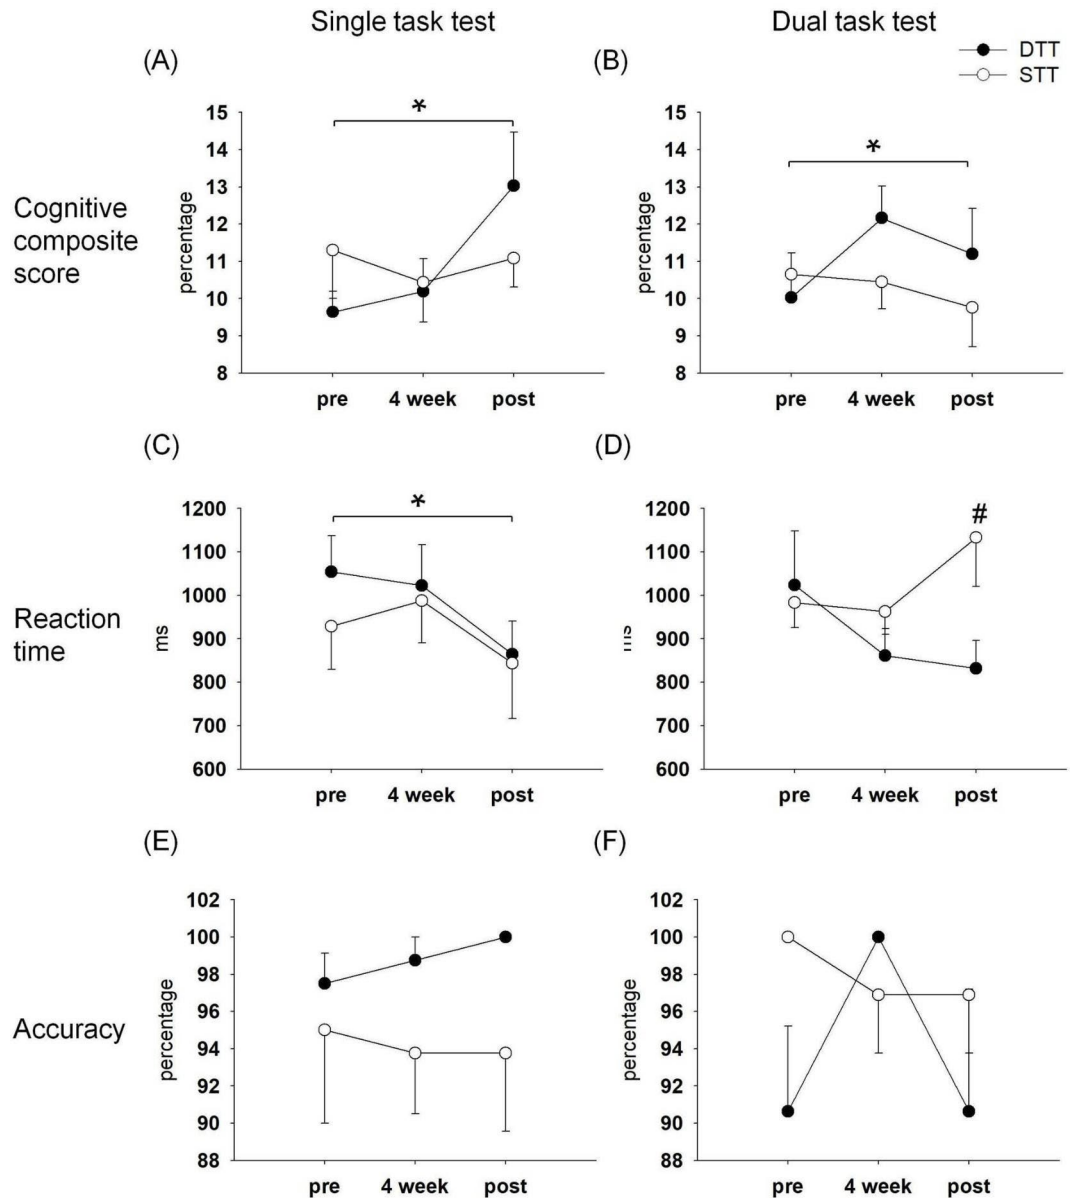 Single task test
Dual task test
DTT
STT
(A)
(B)
Cognitive
composite
score
percentage
15
14
13
12
11
10
9
8
*
pre
4 week
post
percentage
15
14
13
12
11
10
9
8
*
pre
4 week
post
(C)
(D)
Reaction
time
ms
1200
1100
1000
900
800
700
600
*
pre
4 week
post
ms
1200
1100
1000
900
800
700
600
#
pre
4 week
post
(E)
(F)
Accuracy
percentage
102
100
98
96
94
92
90
88
pre
4 week
post
percentage
102
100
98
96
94
92
90
88
pre
4 week
post